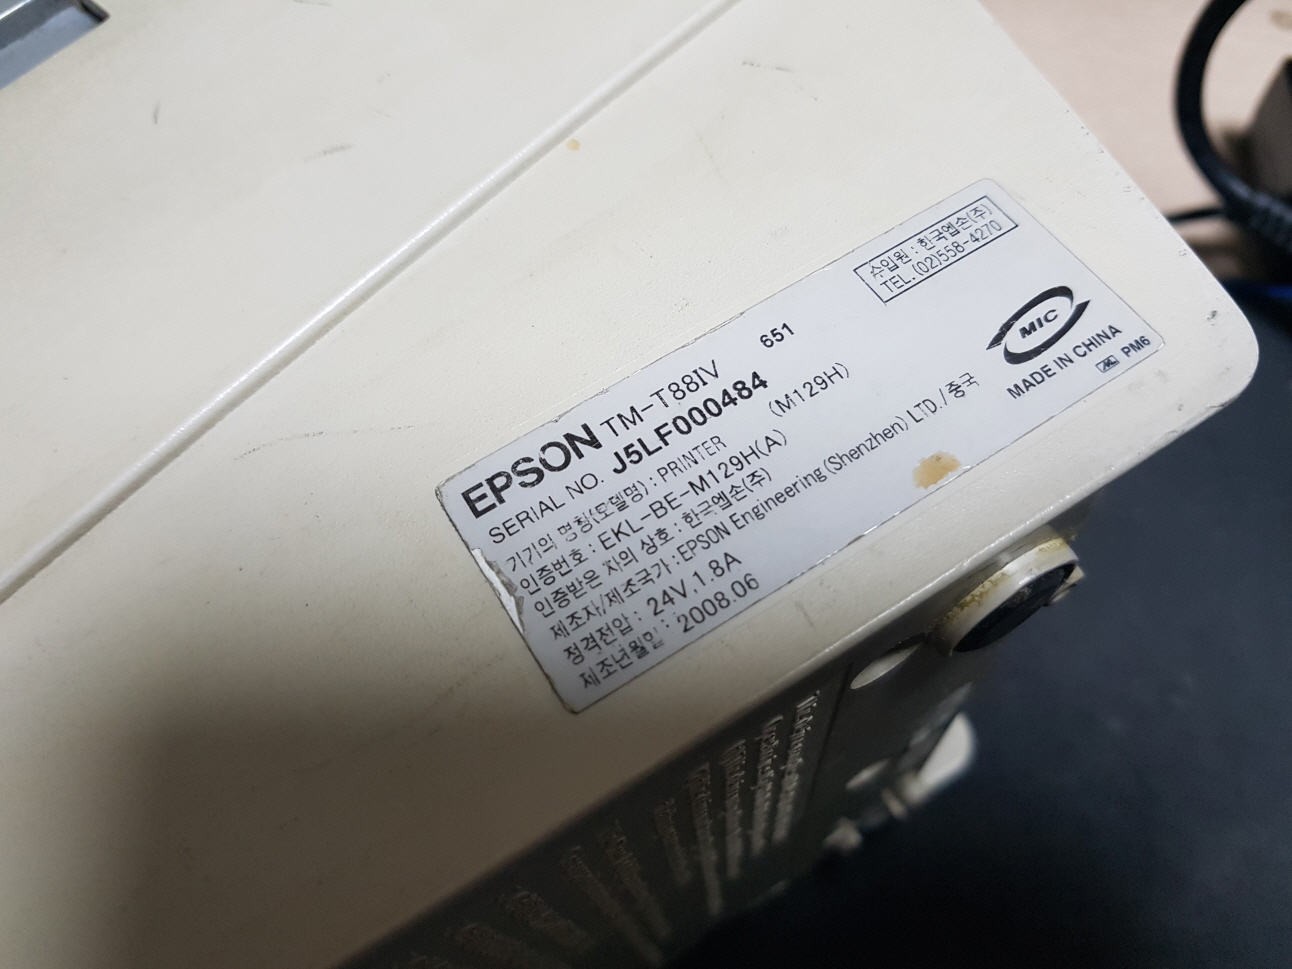 수입원 : 한국엡손(주)
TEL.(02)558-4270
EPSON TM-T88IV 651
SERIAL NO. J5LF000484
기기의 명칭(모델명) : PRINTER (M129H)
인증번호 : EKL-BE-M129H(A)
인증받은 자의 상호 : 한국엡손(주)
제조자/제조국가 : EPSON Engineering (Shenzhen) LTD. / 중국
정격전압 : 24V, 1.8A
제조년월일 : 2008.06
MIC
MADE IN CHINA
PM6